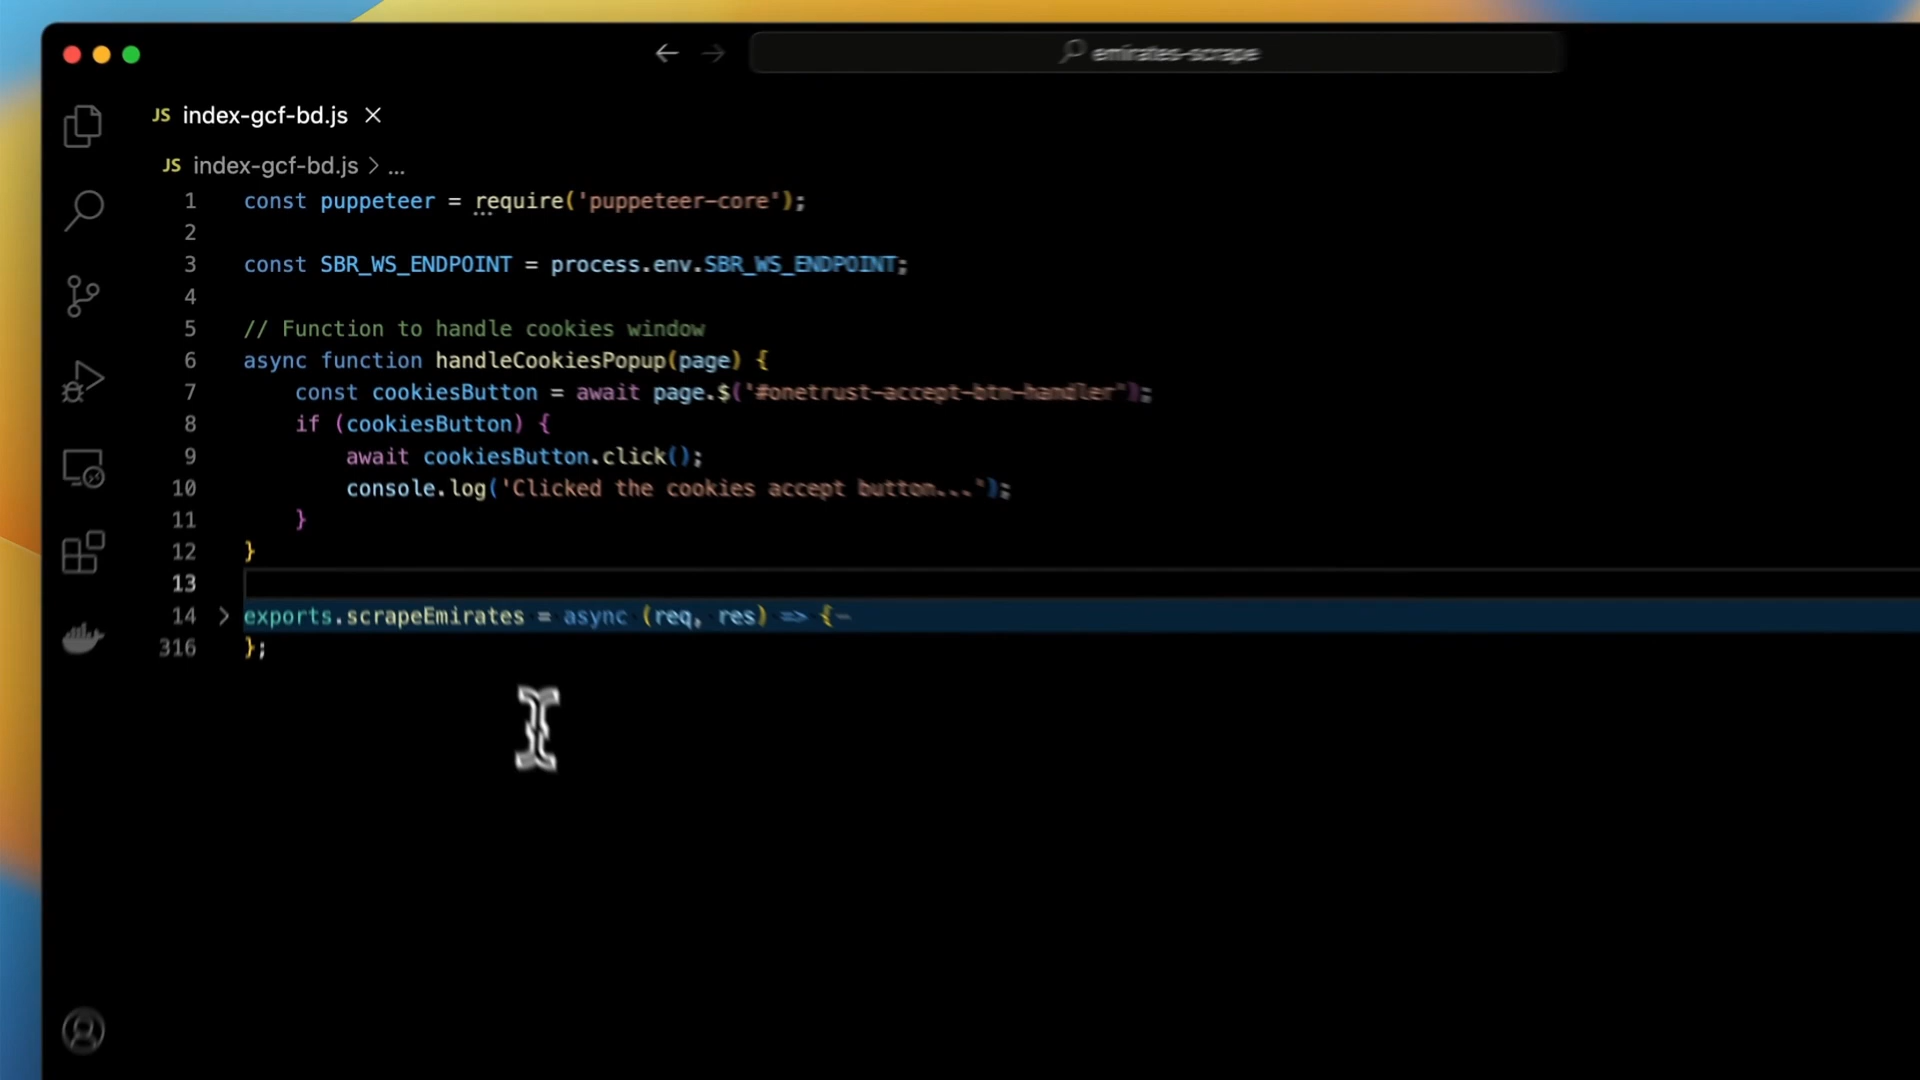 emirates-scrape
JS index-gcf-bd.js
JS index-gcf-bd.js > ...
1 const puppeteer = require('puppeteer-core');
2
3 const SBR_WS_ENDPOINT = process.env.SBR_WS_ENDPOINT;
4
5 // Function to handle cookies window
6 async function handleCookiesPopup(page) {
7 const cookiesButton = await page.$('#onetrust-accept-btn-handler');
8 if (cookiesButton) {
9 await cookiesButton.click();
10 console.log('Clicked the cookies accept button...');
11 }
12 }
13
14 exports.scrapeEmirates = async (req, res) => {
316 };